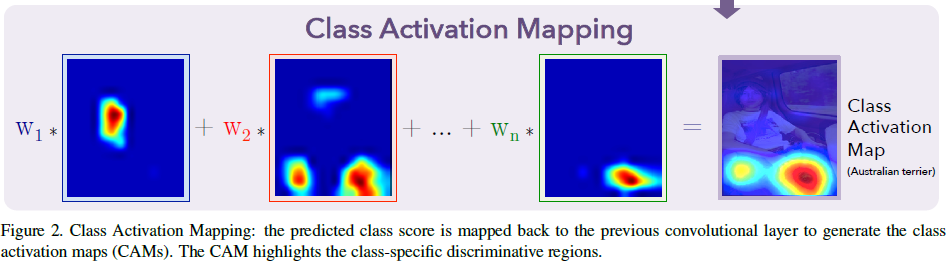 Class Activation Mapping
W1 * + W2 * + ... + Wn * =
Class
Activation
Map
(Australian terrier)
Figure 2. Class Activation Mapping: the predicted class score is mapped back to the previous convolutional layer to generate the class
activation maps (CAMs). The CAM highlights the class-specific discriminative regions.